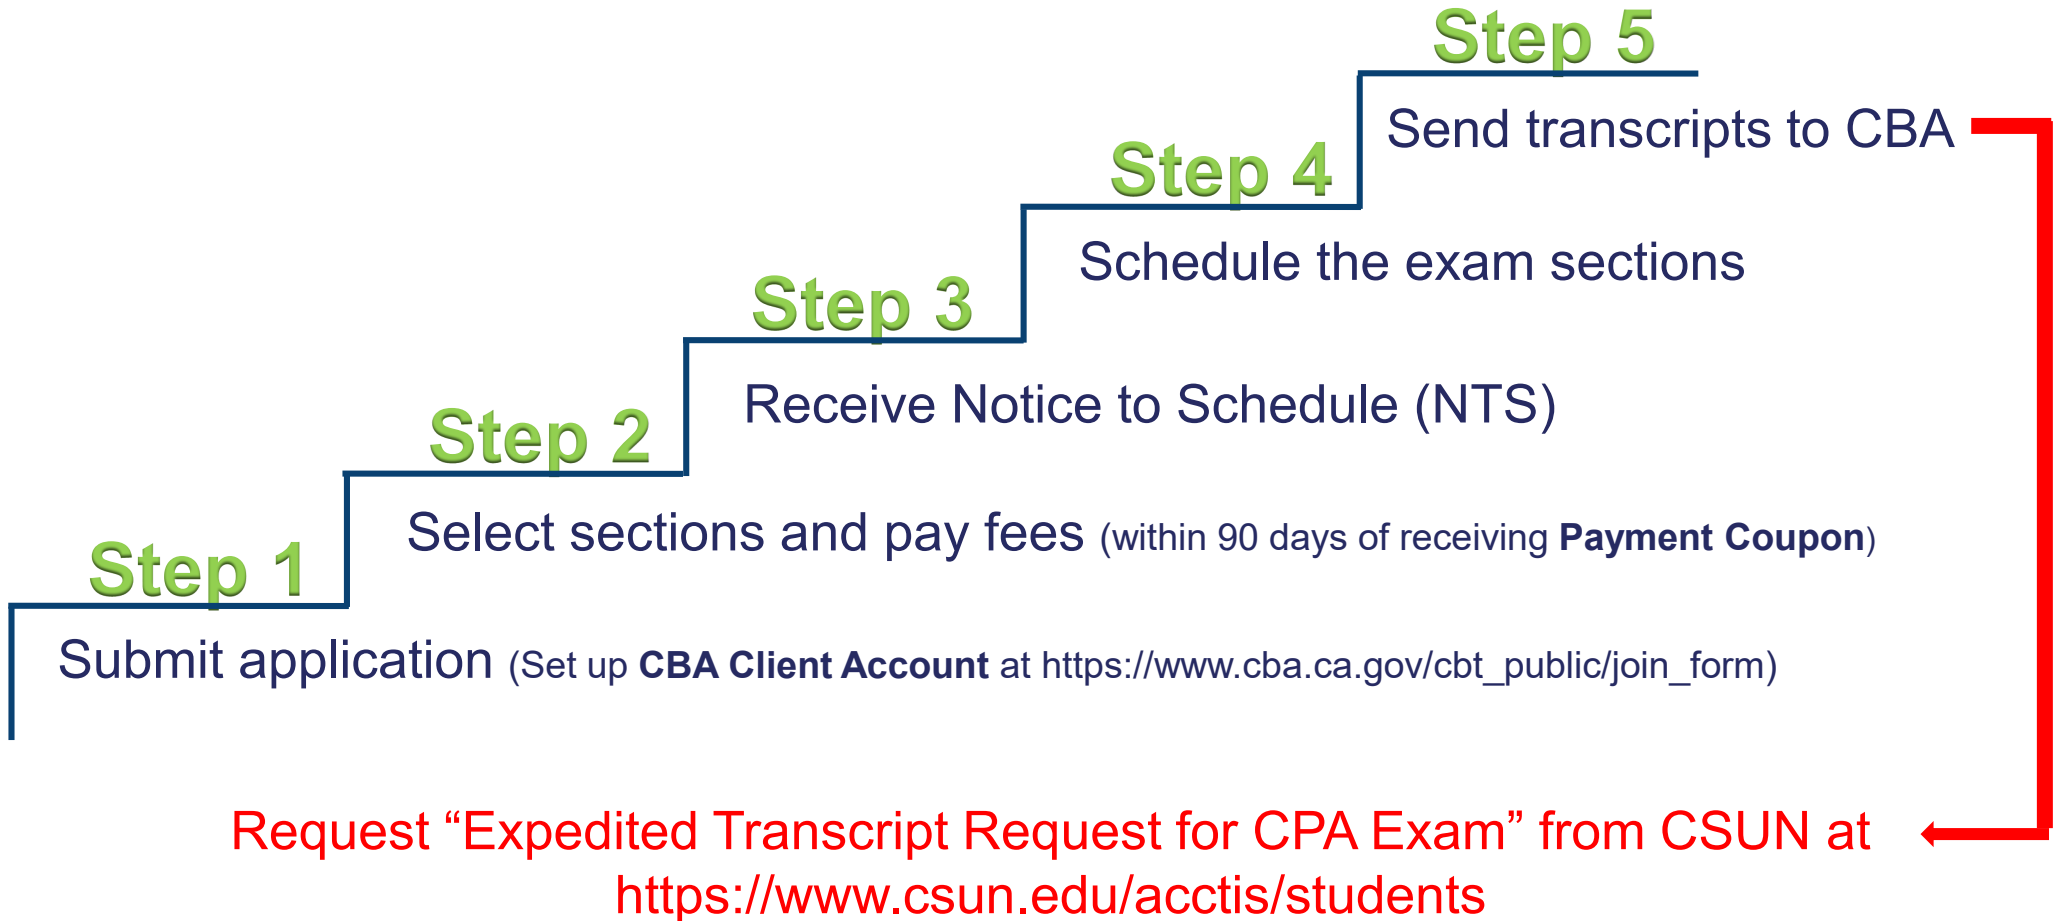 Step 5
Send transcripts to CBA
Step 4
Schedule the exam sections
Step 3
Receive Notice to Schedule (NTS)
Step 2
Select sections and pay fees (within 90 days of receiving Payment Coupon)
Step 1
Submit application (Set up CBA Client Account at https://www.cba.ca.gov/cbt_public/join_form)
Request “Expedited Transcript Request for CPA Exam” from CSUN at
https://www.csun.edu/acctis/students